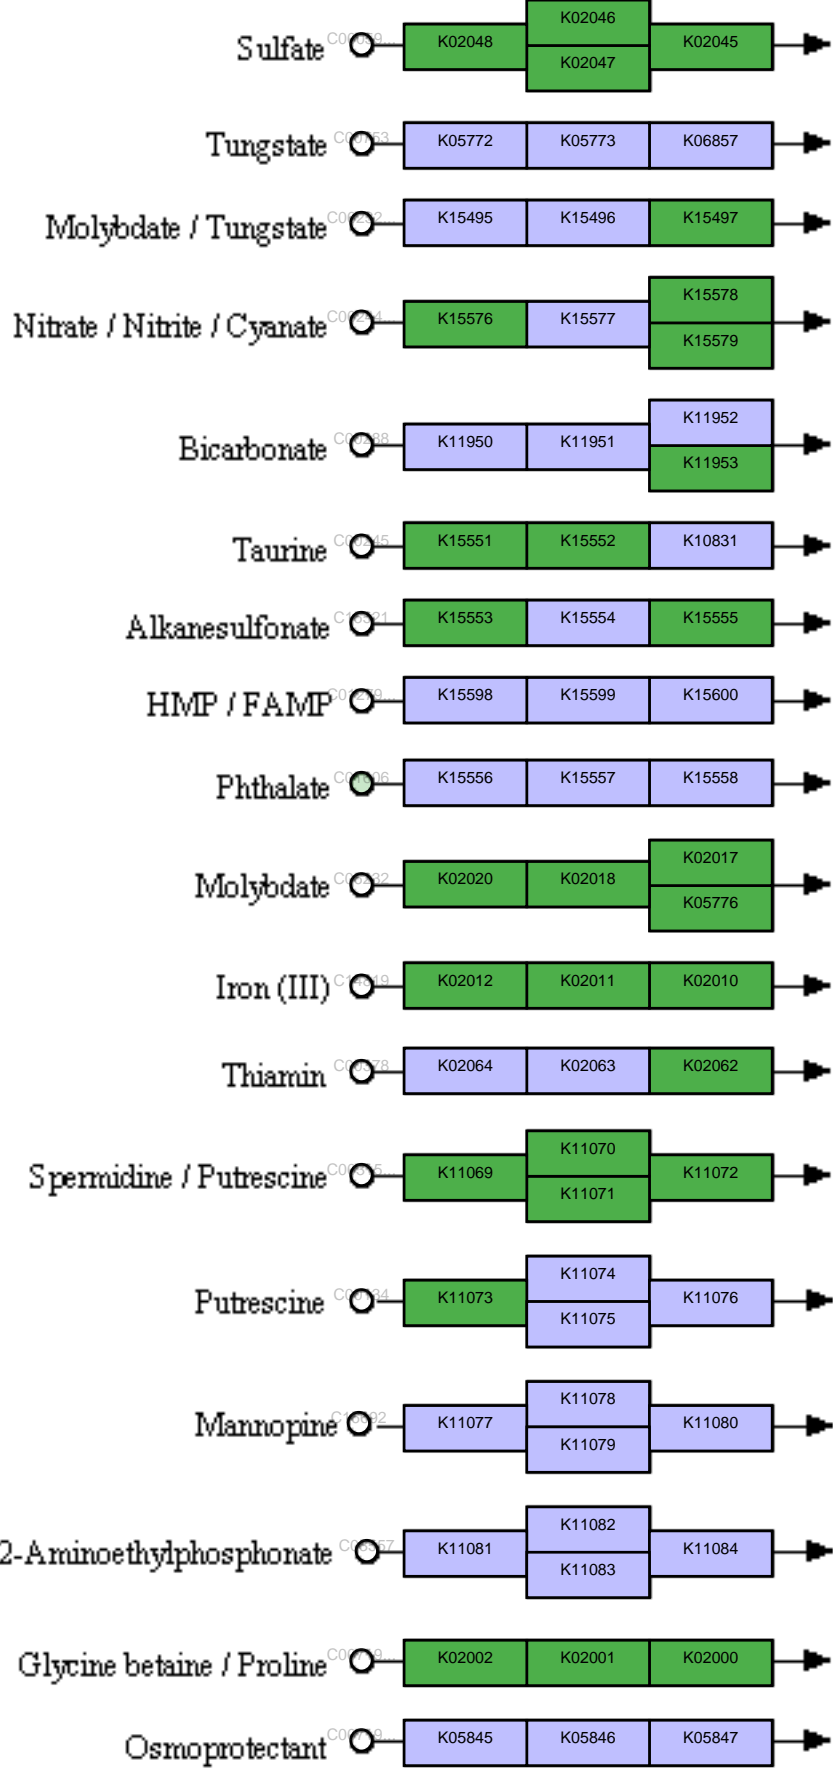 K02046
Sulfate K02048 K02045
K02047
Tungstate K05772 K05773 K06857
Molybdate / Tungstate K15495 K15496 K15497
K15578
Nitrate / Nitrite / Cyanate K15576 K15577
K15579
K11952
Bicarbonate K11950 K11951
K11953
Taurine K15551 K15552 K10831
Alkanesulfonate K15553 K15554 K15555
HMP / FAMP K15598 K15599 K15600
Phthalate K15556 K15557 K15558
K02017
Molybdate K02020 K02018
K05776
Iron (III) K02012 K02011 K02010
Thiamin K02064 K02063 K02062
K11070
Spermidine / Putrescine K11069 K11072
K11071
K11074
Putrescine K11073 K11076
K11075
K11078
Mannopine K11077 K11080
K11079
K11082
2-Aminoethylphosphonate K11081 K11084
K11083
Glycine betaine / Proline K02002 K02001 K02000
Osmoprotectant K05845 K05846 K05847